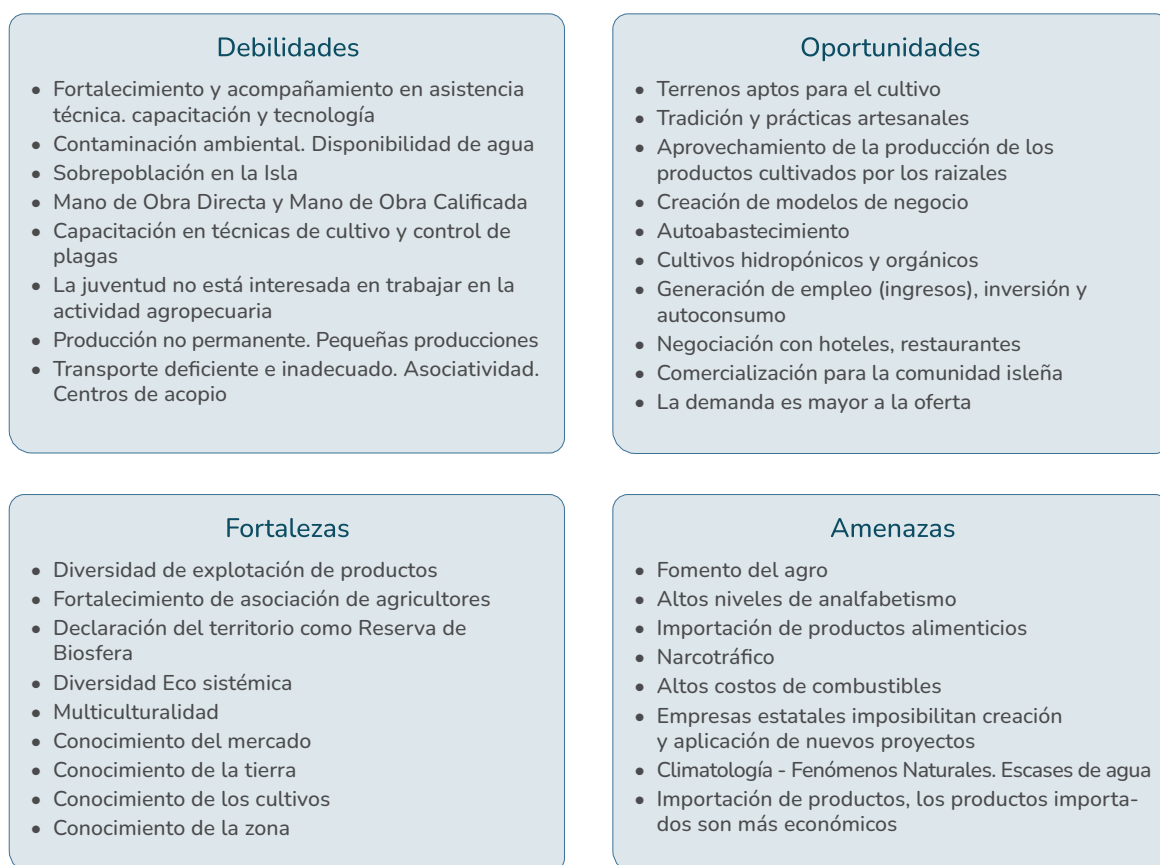 Debilidades
• Fortalecimiento y acompañamiento en asistencia
técnica. capacitación y tecnología
• Contaminación ambiental. Disponibilidad de agua
• Sobrepoblación en la Isla
• Mano de Obra Directa y Mano de Obra Calificada
• Capacitación en técnicas de cultivo y control de
plagas
• La juventud no está interesada en trabajar en la
actividad agropecuaria
• Producción no permanente. Pequeñas producciones
• Transporte deficiente e inadecuado. Asociatividad.
Centros de acopio
Oportunidades
• Terrenos aptos para el cultivo
• Tradición y prácticas artesanales
• Aprovechamiento de la producción de los
productos cultivados por los raizales
• Creación de modelos de negocio
• Autoabastecimiento
• Cultivos hidropónicos y orgánicos
• Generación de empleo (ingresos), inversión y
autoconsumo
• Negociación con hoteles, restaurantes
• Comercialización para la comunidad isleña
• La demanda es mayor a la oferta
Fortalezas
• Diversidad de explotación de productos
• Fortalecimiento de asociación de agricultores
• Declaración del territorio como Reserva de
Biosfera
• Diversidad Eco sistémica
• Multiculturalidad
• Conocimiento del mercado
• Conocimiento de la tierra
• Conocimiento de los cultivos
• Conocimiento de la zona
Amenazas
• Fomento del agro
• Altos niveles de analfabetismo
• Importación de productos alimenticios
• Narcotráfico
• Altos costos de combustibles
• Empresas estatales imposibilitan creación
y aplicación de nuevos proyectos
• Climatología - Fenómenos Naturales. Escases de agua
• Importación de productos, los productos importa-
dos son más económicos